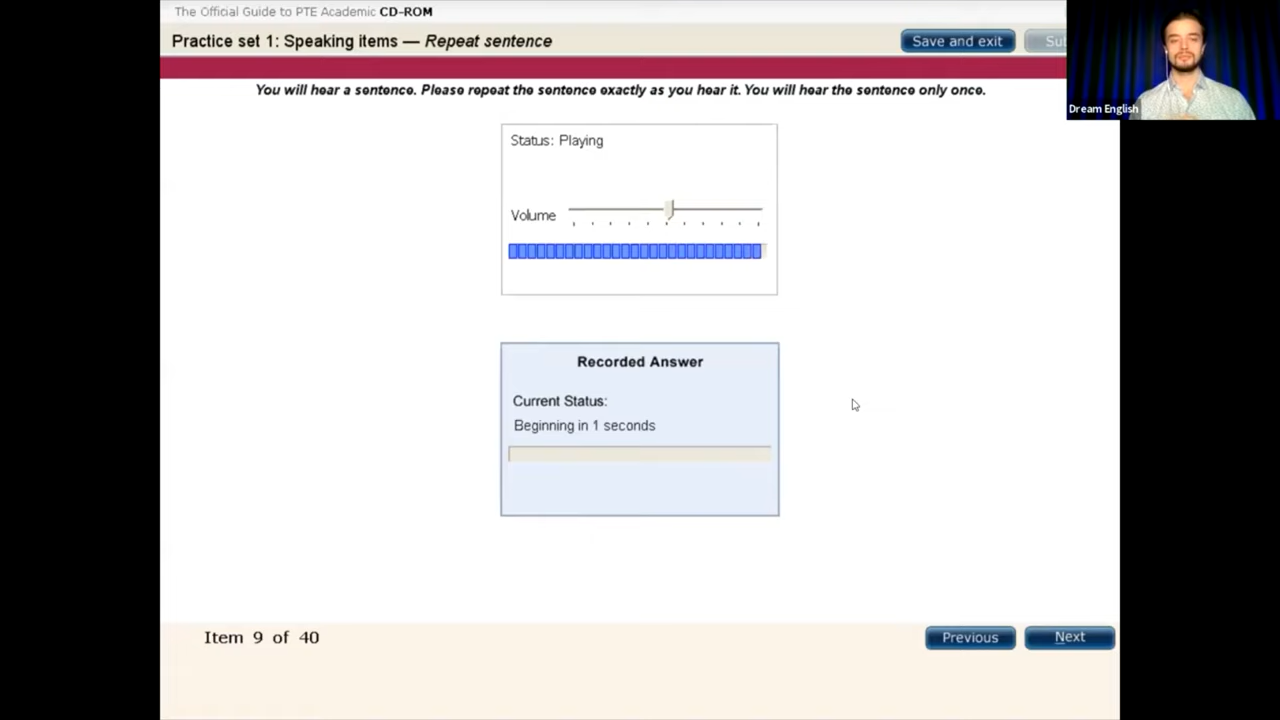 The Official Guide to PTE Academic CD-ROM
Practice set 1: Speaking items — Repeat sentence
Save and exit
Su
Dream English
You will hear a sentence. Please repeat the sentence exactly as you hear it. You will hear the sentence only once.
Status: Playing
Volume
Recorded Answer
Current Status:
Beginning in 1 seconds
Item 9 of 40
Previous
Next